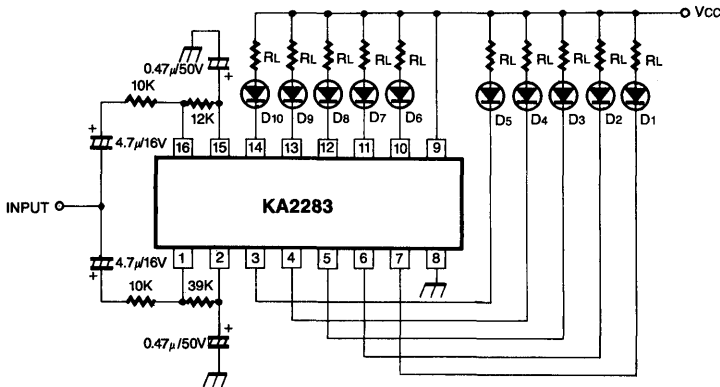 VCC
RL RL RL RL RL RL RL RL RL RL
0.47μ/50V
+
10K
12K
D10 D9 D8 D7 D6 D5 D4 D3 D2 D1
+
4.7μ/16V
16 15 14 13 12 11 10 9
INPUT
KA2283
4.7μ/16V
+
1 2 3 4 5 6 7 8
10K
39K
+
0.47μ/50V